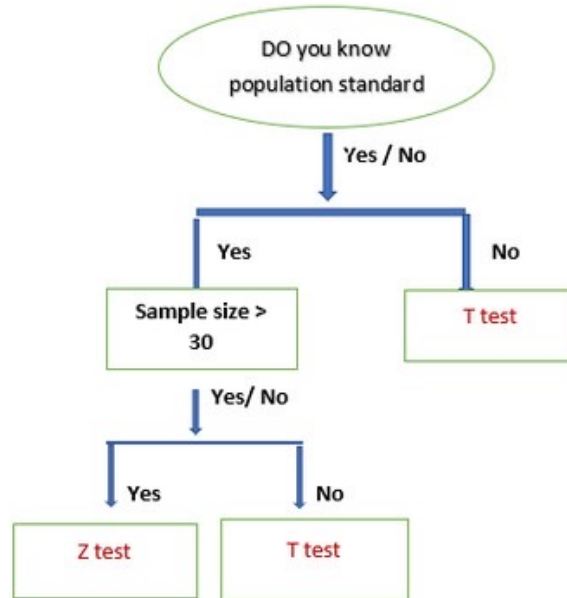 DO you know
population standard
Yes / No
Yes
No
Sample size >
30
T test
Yes/ No
Yes
No
Z test
T test